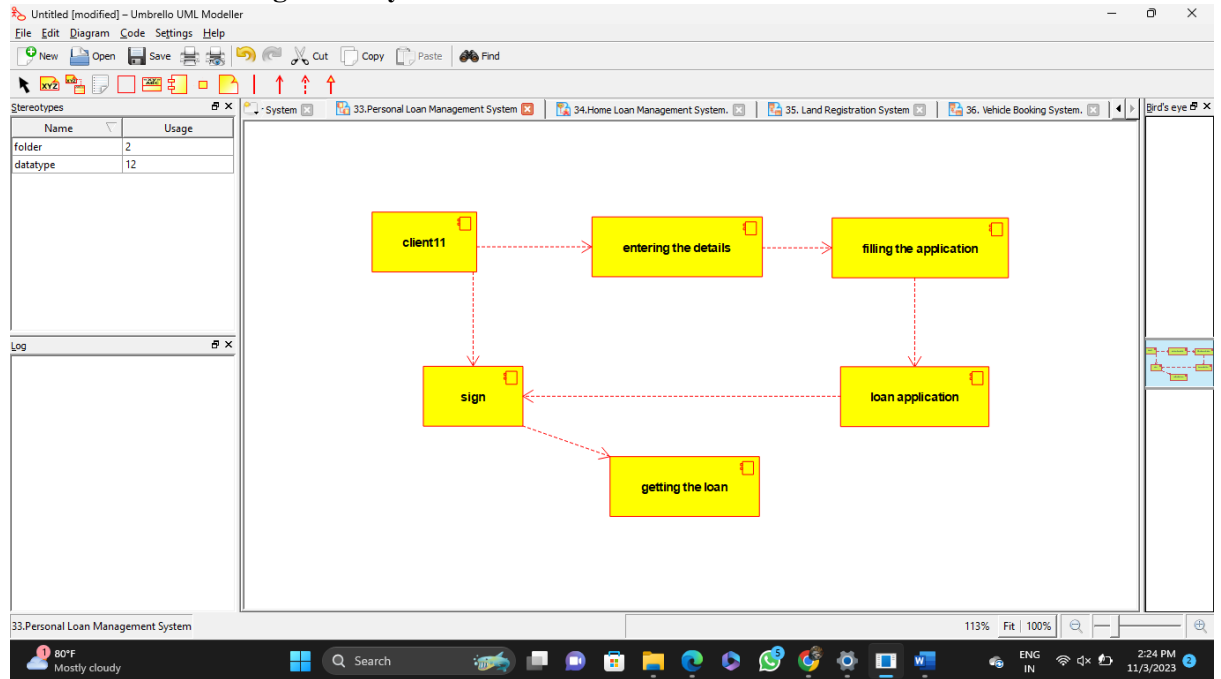 Untitled [modified] – Umbrello UML Modeller
File Edit Diagram Code Settings Help
New Open Save Cut Copy Paste Find
Stereotypes
Name Usage
folder 2
datatype 12
Log
- System 33.Personal Loan Management System 34.Home Loan Management System. 35. Land Registration System 36. Vehicle Booking System. Bird's eye
client11
entering the details
filling the application
sign
loan application
getting the loan
33.Personal Loan Management System 113% Fit 100%
1 80°F
Mostly cloudy
Search
ENG
IN
2:24 PM
11/3/2023
2